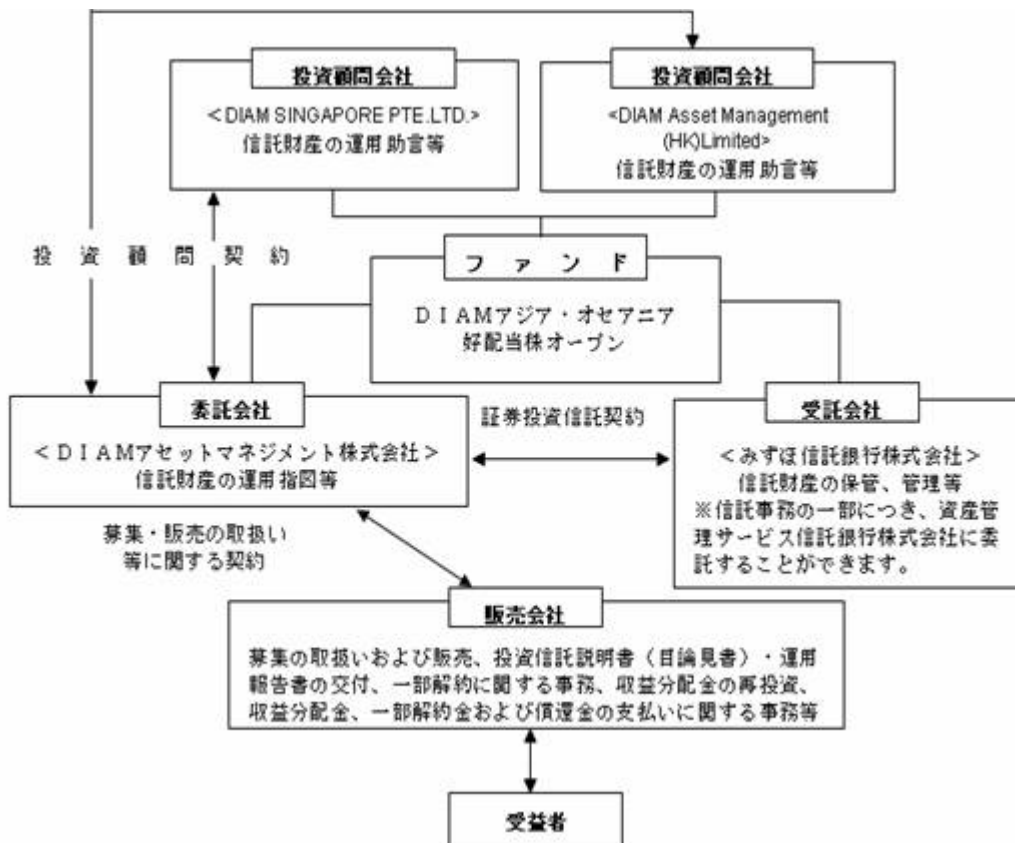 投資顧問会社
<DIAM SINGAPORE PTE.LTD.>
信託財産の運用助言等
投資顧問会社
<DIAM Asset Management
(HK)Limited>
信託財産の運用助言等
投資顧問契約
ファンド
DIAMアジア・オセアニア
好配当株オープン
委託会社
<DIAMアセットマネジメント株式会社>
信託財産の運用指図等
証券投資信託契約
受託会社
<みずほ信託銀行株式会社>
信託財産の保管、管理等
※信託事務の一部につき、資産管
理サービス信託銀行株式会社に委
託することができます。
募集・販売の取扱い
等に関する契約
販売会社
募集の取扱いおよび販売、投資信託説明書(目論見書)・運用
報告書の交付、一部解約に関する事務、収益分配金の再投資、
収益分配金、一部解約金および償還金の支払いに関する事務等
受益者